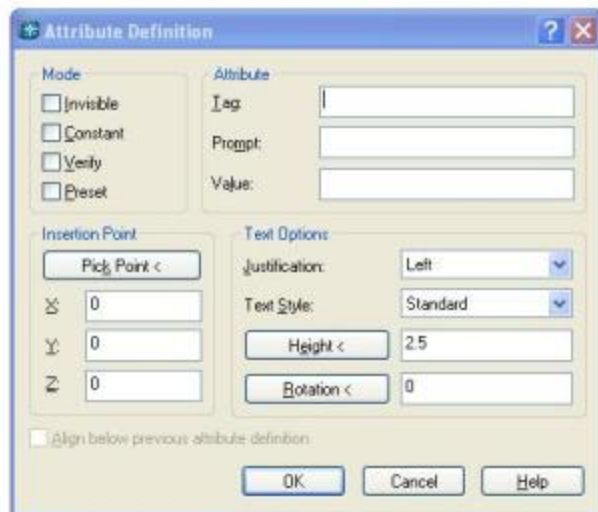 Attribute Definition
Mode
Invisible
Constant
Verify
Preset
Attribute
Tag:
Prompt:
Value:
Insertion Point
Pick Point <
X: 0
Y: 0
Z: 0
Text Options
Justification: Left
Text Style: Standard
Height < 2.5
Rotation < 0
Align below previous attribute definition
OK Cancel Help